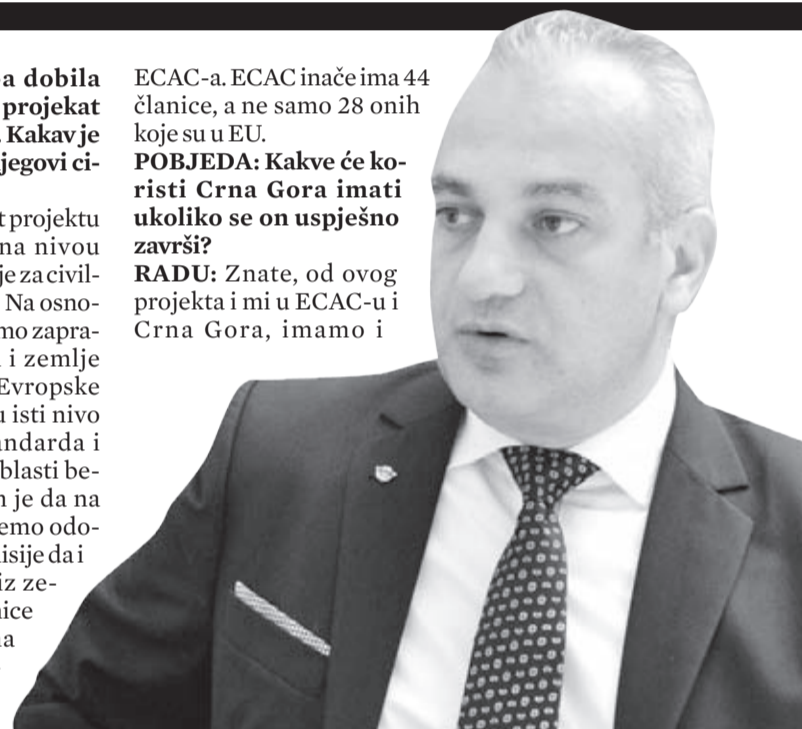 a dobila
projekat
Kakav je
jegovi ci-
t projektu
na nivou
je za civil-
Na osno-
mo zapra-
i zemlje
Evropske
u isti nivo
ndarda i
blasti be-
je da na
emo odo-
isije da i
iz ze-
nice
na
ECAC-a. ECAC inače ima 44
članice, a ne samo 28 onih
koje su u EU.
POBJEDA: Kakve će ko-
risti Crna Gora imati
ukoliko se on uspješno
završi?
RADU: Znate, od ovog
projekta i mi u ECAC-u i
Crna Gora, imamo i